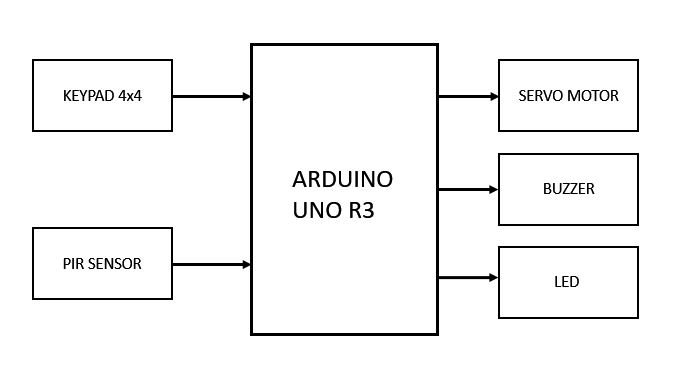 KEYPAD 4x4
PIR SENSOR
ARDUINO
UNO R3
SERVO MOTOR
BUZZER
LED